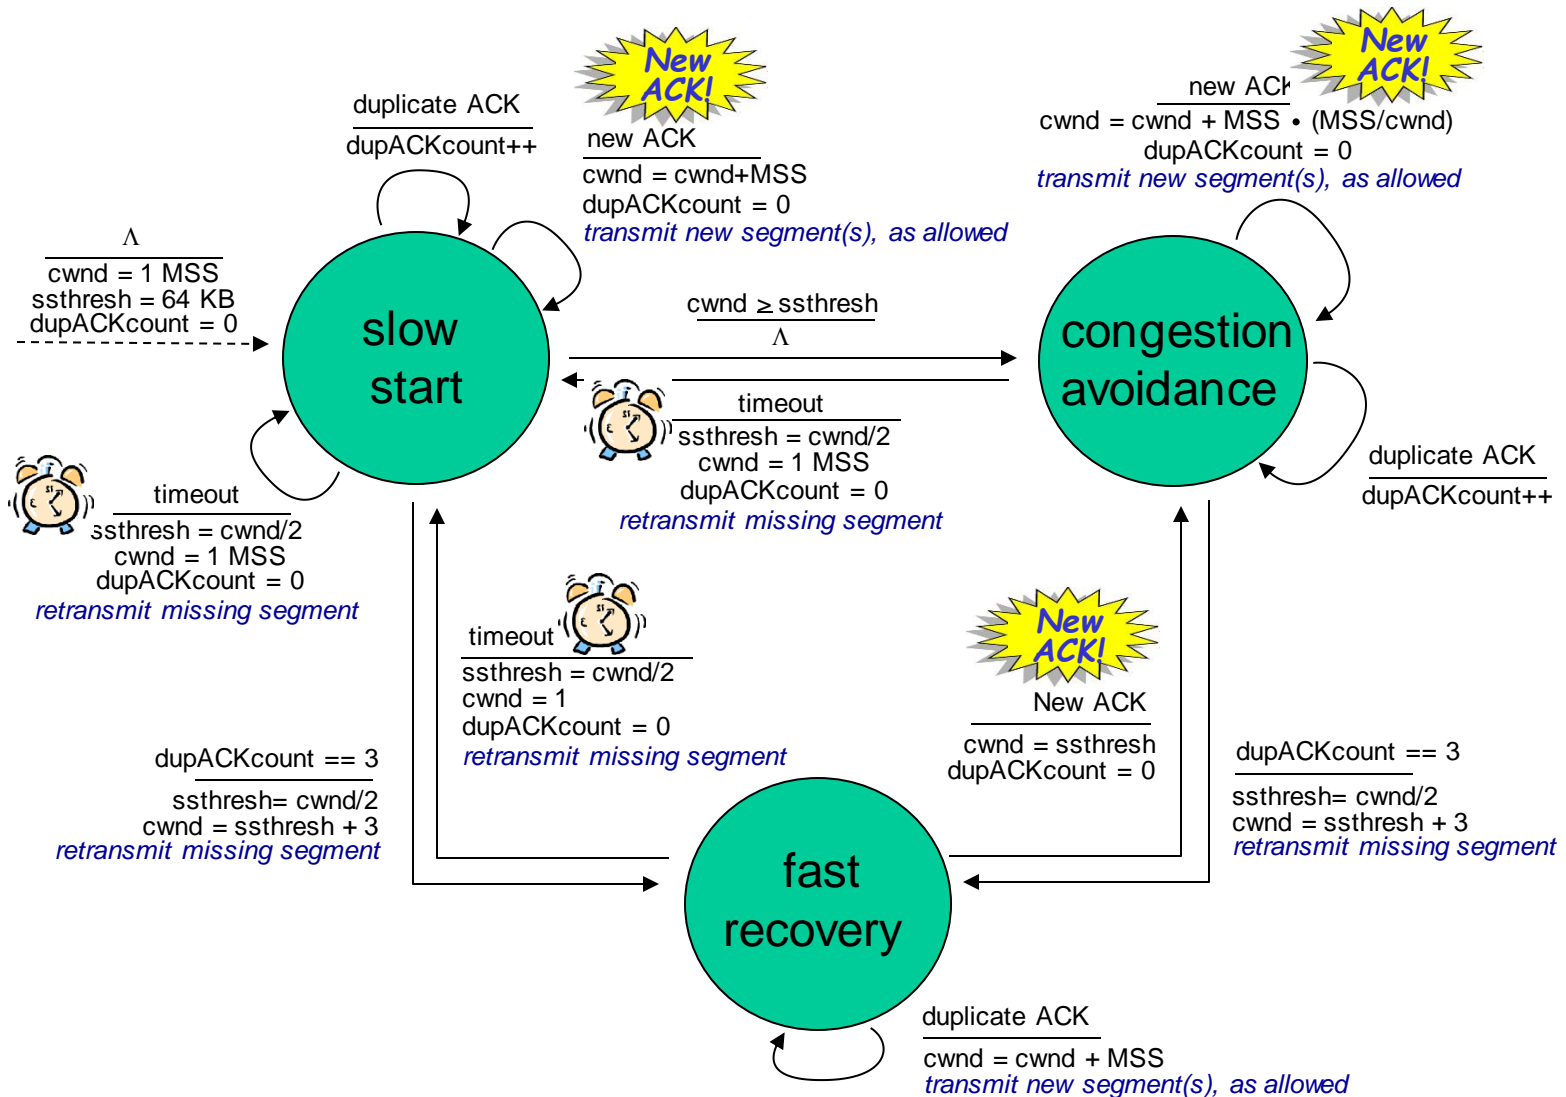 New
ACK!
duplicate ACK
dupACKcount++
new ACK
cwnd = cwnd+MSS
dupACKcount = 0
transmit new segment(s), as allowed
New
ACK!
new ACK
cwnd = cwnd + MSS • (MSS/cwnd)
dupACKcount = 0
transmit new segment(s), as allowed
Λ
cwnd = 1 MSS
ssthresh = 64 KB
dupACKcount = 0
slow
start
cwnd ≥ ssthresh
Λ
congestion
avoidance
timeout
ssthresh = cwnd/2
cwnd = 1 MSS
dupACKcount = 0
retransmit missing segment
duplicate ACK
dupACKcount++
timeout
ssthresh = cwnd/2
cwnd = 1 MSS
dupACKcount = 0
retransmit missing segment
timeout
ssthresh = cwnd/2
cwnd = 1
dupACKcount = 0
retransmit missing segment
New
ACK!
New ACK
cwnd = ssthresh
dupACKcount = 0
dupACKcount == 3
ssthresh= cwnd/2
cwnd = ssthresh + 3
retransmit missing segment
dupACKcount == 3
ssthresh= cwnd/2
cwnd = ssthresh + 3
retransmit missing segment
fast
recovery
duplicate ACK
cwnd = cwnd + MSS
transmit new segment(s), as allowed